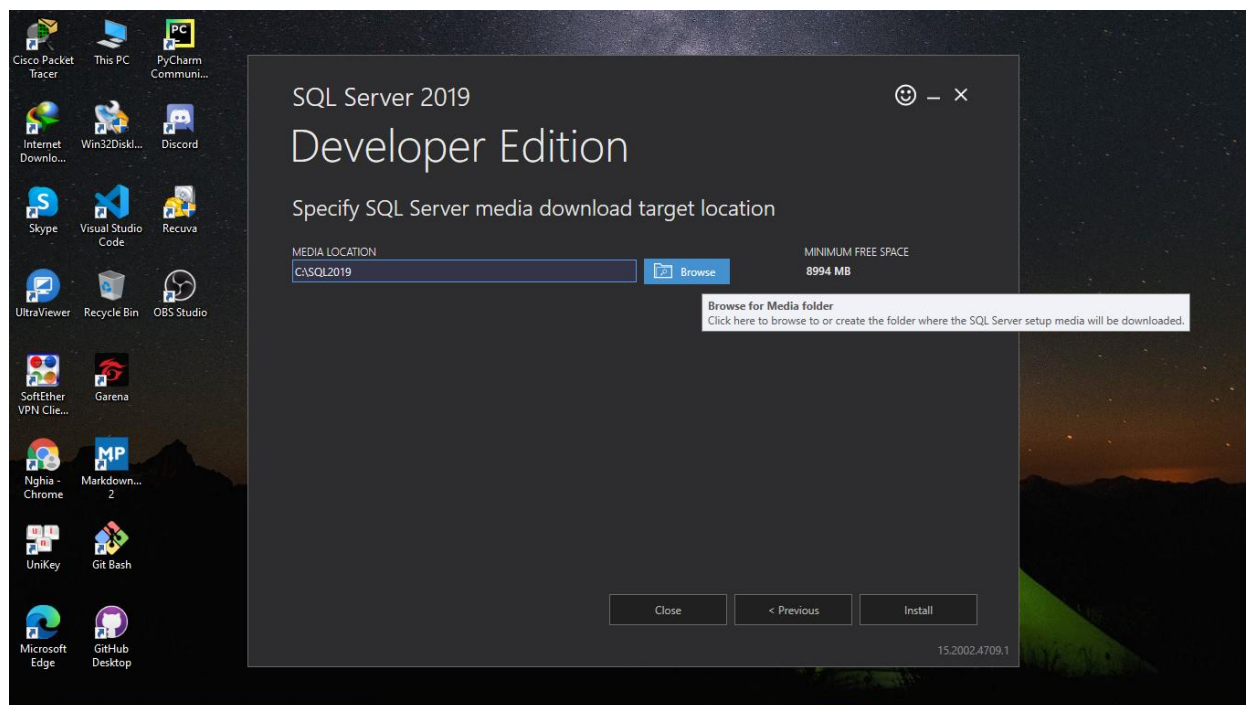 Cisco Packet
Tracer
This PC
PC
PyCharm
Communi...
Internet
Downlo...
Win32DiskI...
Discord
S
Skype
Visual Studio
Code
Recuva
UltraViewer
Recycle Bin
OBS Studio
SoftEther
VPN Clie...
Garena
Nghia -
Chrome
MP
Markdown...
2
UniKey
Git Bash
Microsoft
Edge
GitHub
Desktop
SQL Server 2019
Developer Edition
Specify SQL Server media download target location
MEDIA LOCATION
MINIMUM FREE SPACE
C:\SQL2019
Browse
8994 MB
Browse for Media folder
Click here to browse to or create the folder where the SQL Server setup media will be downloaded.
Close
< Previous
Install
15.2002.4709.1